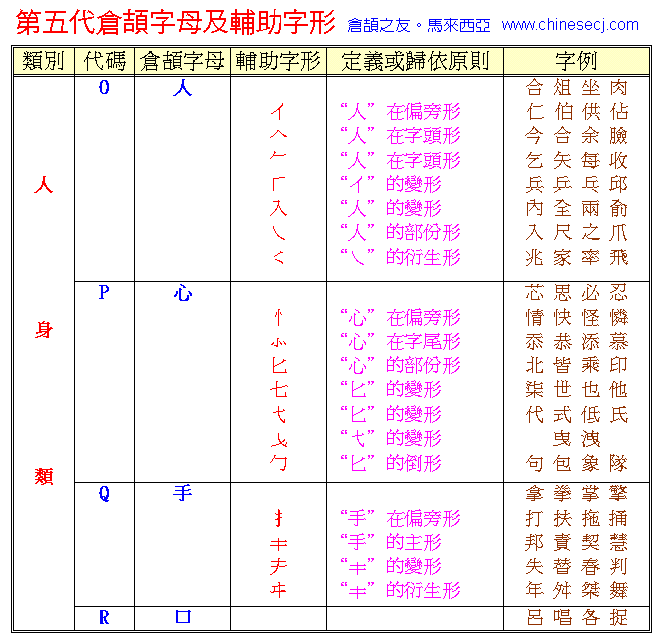 第五代倉頡字母及輔助字形 倉頡之友。馬來西亞 www.chinesecj.com
類別 代碼 倉頡字母 輔助字形 定義或歸依原則 字例
O 人 合 俎 坐 肉
亻 “人”在偏旁形 仁 伯 供 佔
𠆢 “人”在字頭形 今 合 余 臉
𠂉 “人”在字頭形 乞 矢 每 收
人 𠂆 “亻”的變形 兵 乒 乓 邱
入 “人”的變形 內 全 兩 俞
㇏ “人”的部份形 入 尺 之 爪
ㄑ “㇏”的衍生形 兆 家 率 飛
P 心 芯 思 必 忍
身 忄 “心”在偏旁形 情 快 怪 憐
⺗ “心”在字尾形 忝 恭 添 慕
匕 “心”的部份形 北 皆 乘 印
七 “匕”的變形 柒 世 也 他
弋 “匕”的變形 代 式 低 氏
“弋”的變形 曳 洩
類 勹 “匕”的倒形 句 包 象 隊
Q 手 拿 拳 掌 擎
扌 “手”在偏旁形 打 扶 拖 捅
龶 “手”的主形 邦 責 契 慧
𡗗 “龶”的變形 失 替 春 判
㐄 “龶”的衍生形 年 舛 桀 舞
R 口 呂 唱 各 捉